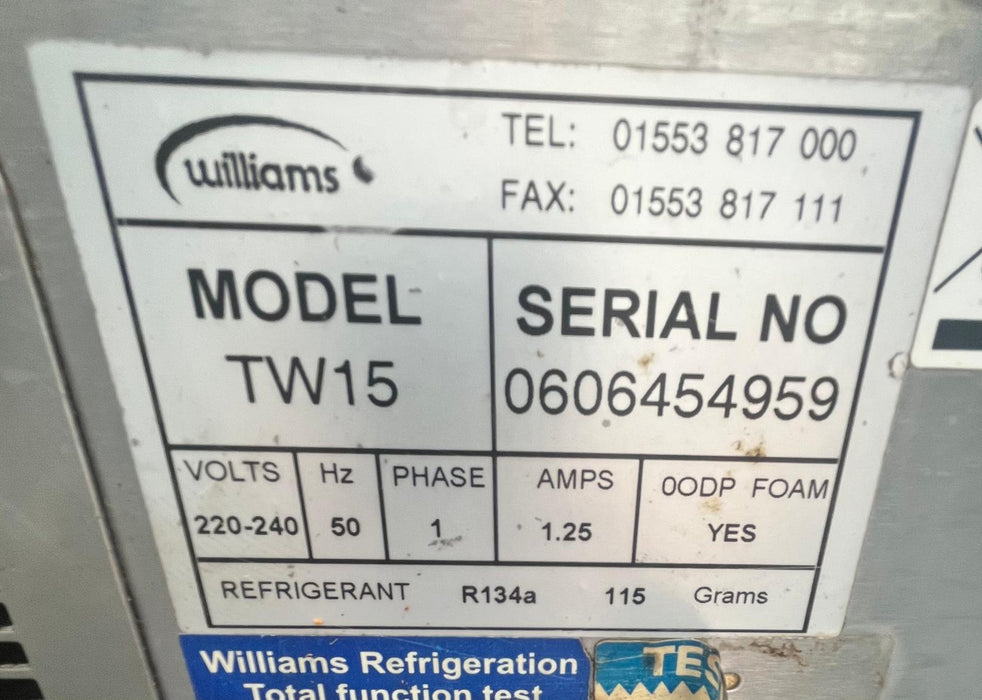 williams
TEL: 01553 817 000
FAX: 01553 817 111
MODEL
TW15
SERIAL NO
0606454959
VOLTS Hz PHASE AMPS 0ODP FOAM
220-240 50 1 1.25 YES
REFRIGERANT R134a 115 Grams
Williams Refrigeration
Total function test